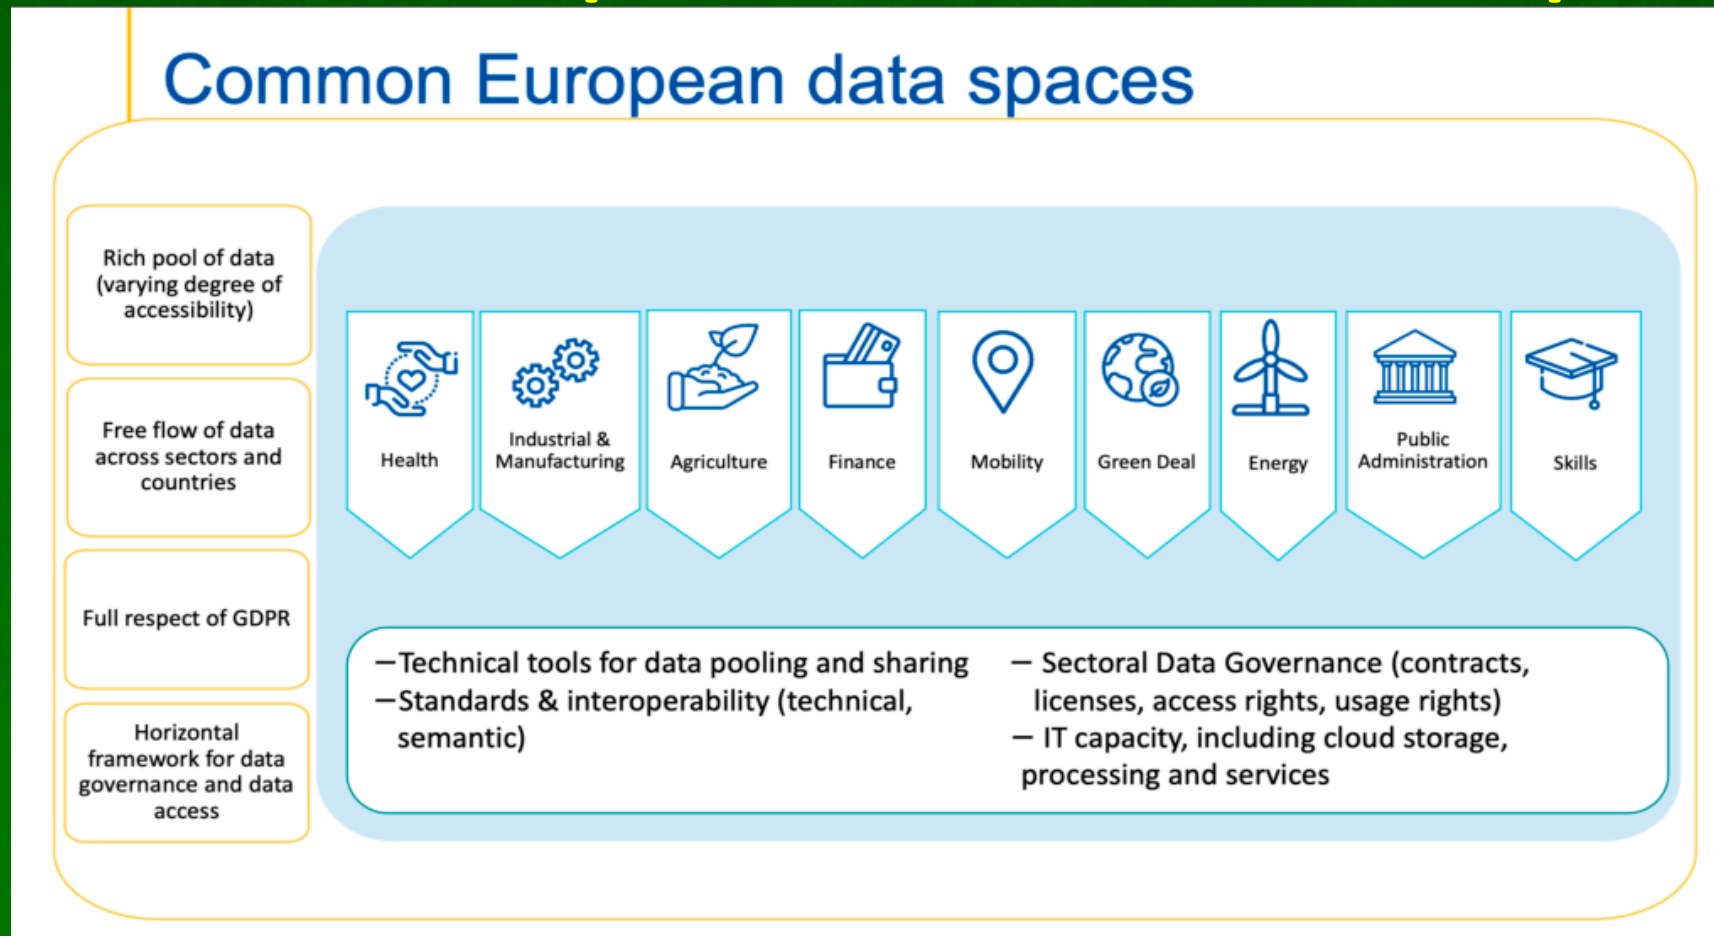 Common European data spaces
Rich pool of data
(varying degree of
accessibility)
Free flow of data
across sectors and
countries
Full respect of GDPR
Horizontal
framework for data
governance and data
access
Health
Industrial &
Manufacturing
Agriculture
Finance
Mobility
Green Deal
Energy
Public
Administration
Skills
–Technical tools for data pooling and sharing
–Standards & interoperability (technical,
semantic)
– Sectoral Data Governance (contracts,
licenses, access rights, usage rights)
– IT capacity, including cloud storage,
processing and services